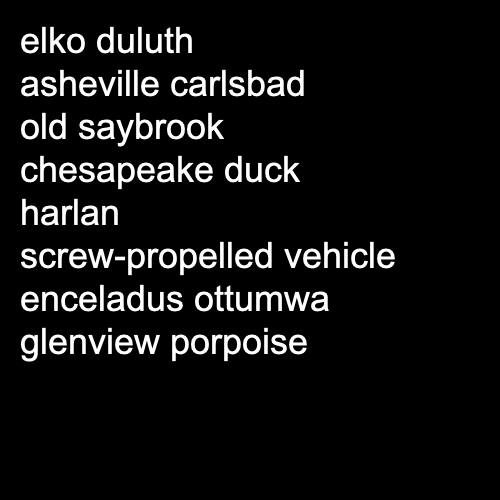 elko duluth
asheville carlsbad
old saybrook
chesapeake duck
harlan
screw-propelled vehicle
enceladus ottumwa
glenview porpoise